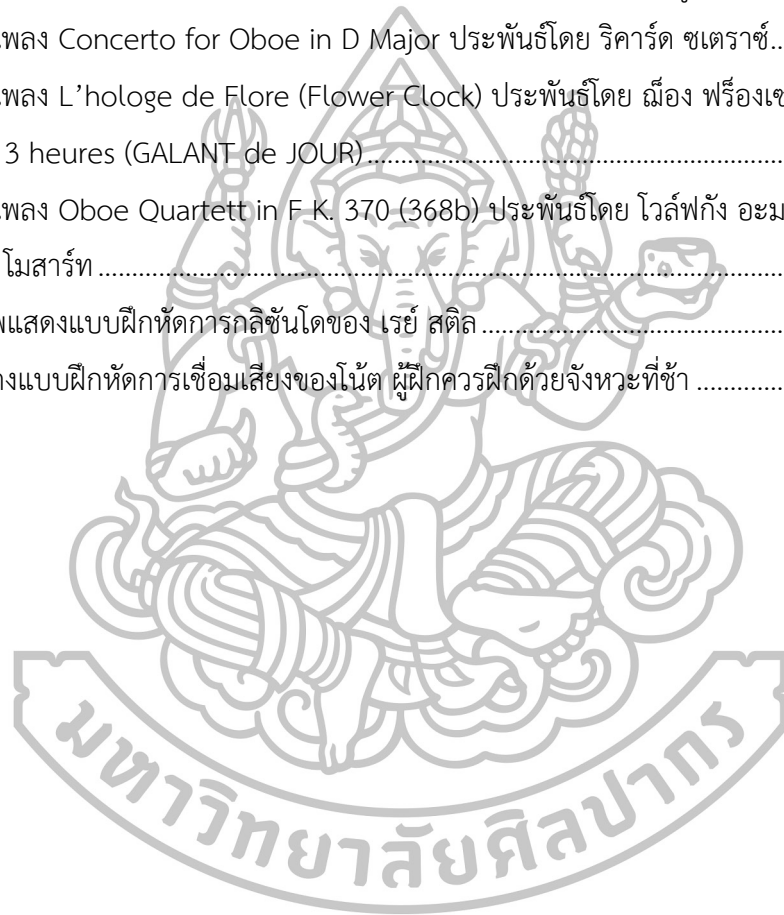 เพลง Concerto for Oboe in D Major ประพันธ์โดย ริคาร์ด ซเตราซ์..
เพลง L’hologe de Flore (Flower Clock) ประพันธ์โดย ฌ็อง ฟร็องเซ
3 heures (GALANT de JOUR)
เพลง Oboe Quartett in F K. 370 (368b) ประพันธ์โดย โวล์ฟกัง อะม
โมสาร์ท
แสดงแบบฝึกหัดการกลิซันโดของ เรย์ สติล
แบบฝึกหัดการเชื่อมเสียงของโน้ต ผู้ฝึกควรฝึกด้วยจังหวะที่ช้า
มหาวิทยาลัยศิลปากร